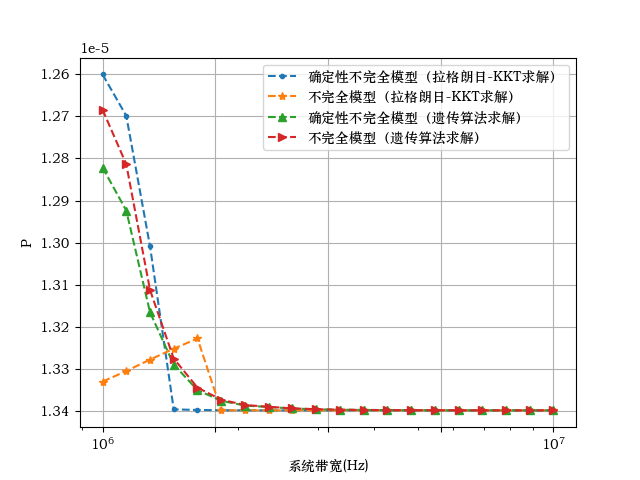 1e-5
1.26
1.27
1.28
1.29
1.30
1.31
1.32
1.33
1.34
P
确定性不完全模型（拉格朗日-KKT求解）
不完全模型（拉格朗日-KKT求解）
确定性不完全模型（遗传算法求解）
不完全模型（遗传算法求解）
10⁶
10⁷
系统带宽(Hz)